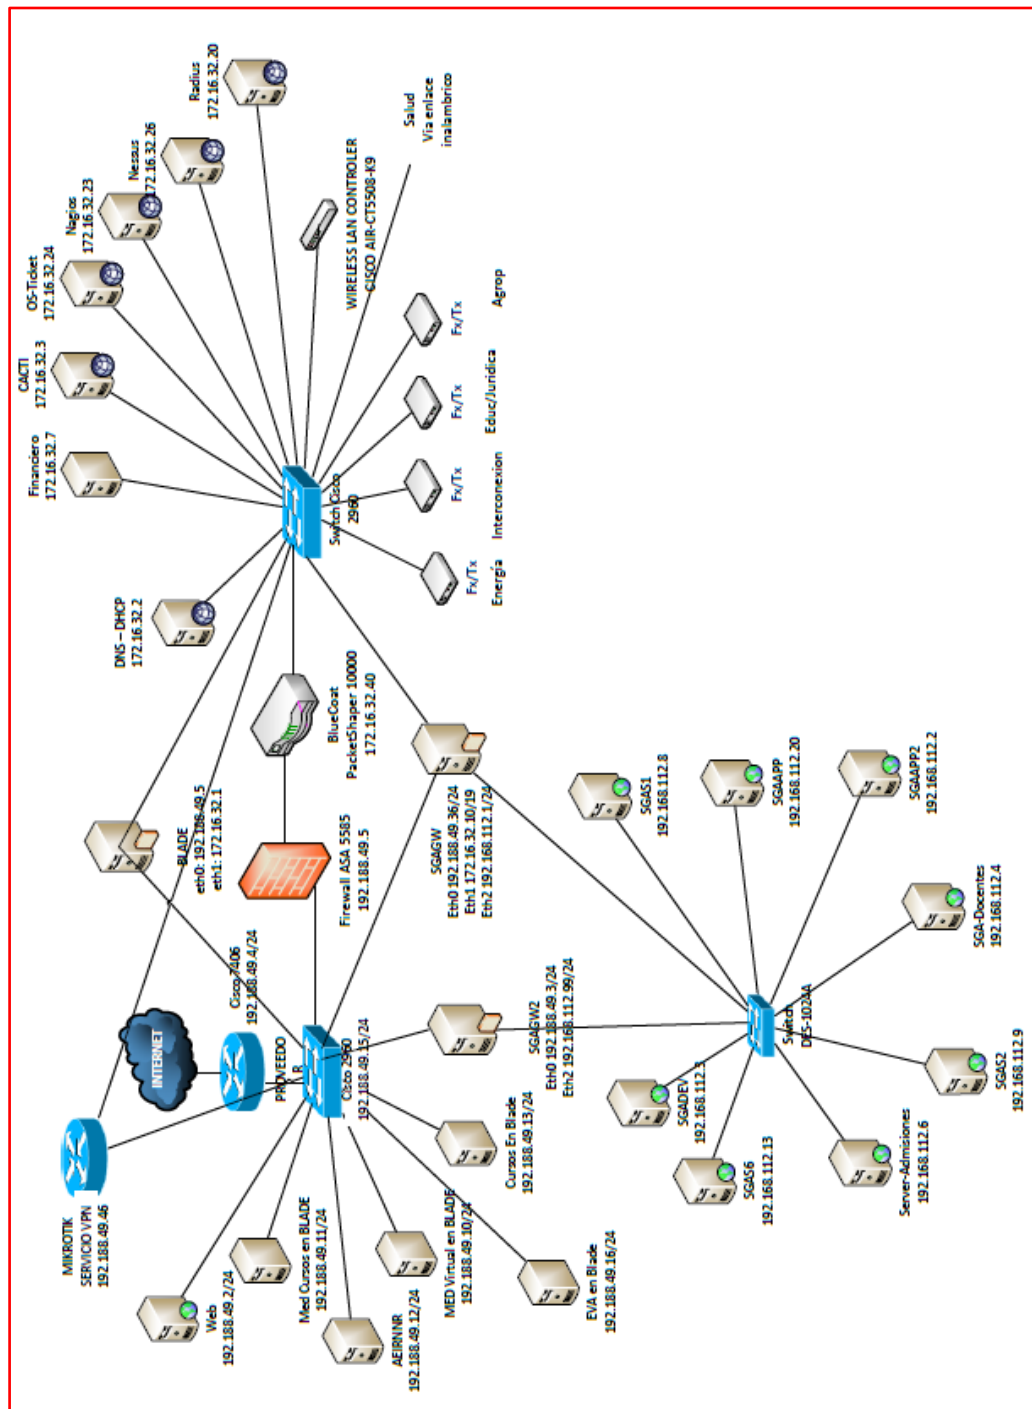 MIKROTIK
SERVICIO VPN
192.188.49.46
INTERNET
Web
192.188.49.2/24
Cisco 7406
192.188.49.4/24
PROVEEDO
R
Med Cursos en BLADE
192.188.49.11/24
Cisco 2960
192.188.49.15/24
AEIRNNR
192.188.49.12/24
MED Virtual en BLADE
192.188.49.10/24
Cursos En Blade
192.188.49.13/24
EVA en Blade
192.188.49.16/24
BLADE
eth0: 192.188.49.5
eth1: 172.16.32.1
Firewall ASA 5585
192.188.49.5
BlueCoat
PacketShaper 10000
172.16.32.40
DNS – DHCP
172.16.32.2
Financiero
172.16.32.7
CACTI
172.16.32.3
OS-Ticket
172.16.32.24
Nagios
172.16.32.23
Nessus
172.16.32.26
Radius
172.16.32.20
Switch Cisco
2960
WIRELESS LAN CONTROLER
CISCO AIR-CT5508-K9
Salud
Via enlace
inalambrico
Fx/Tx
Energía
Fx/Tx
Interconexion
Fx/Tx
Educ/Juridica
Fx/Tx
Agrop
SGAGW
Eth0 192.188.49.36/24
Eth1 172.16.32.10/19
Eth2 192.168.112.1/24
SGAGW2
Eth0 192.188.49.3/24
Eth2 192.168.112.99/24
SGADEV
192.168.112.3
SGAS6
192.168.112.13
Switch
DES-1024A
SGAS1
192.168.112.8
SGAAPP
192.168.112.20
SGAAPP2
192.168.112.2
SGA-Docentes
192.168.112.4
SGAS2
192.168.112.9
Server-Admisiones
192.168.112.6